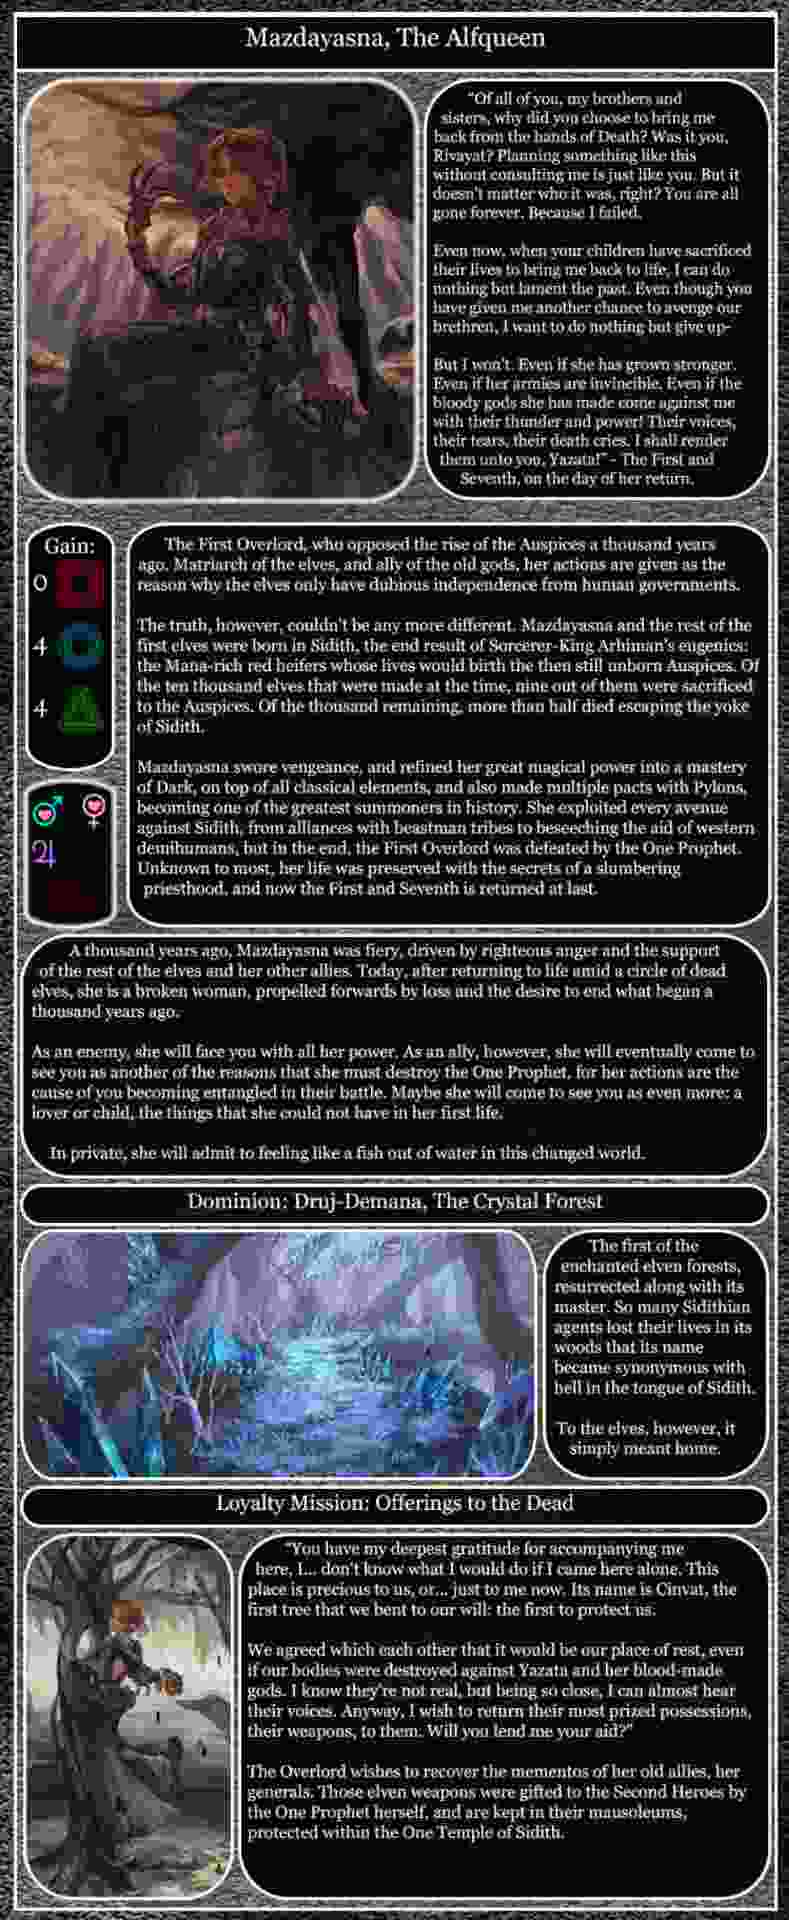 Mazdayasna, The Alfqueen
"Of all of you, my brothers and
sisters, why did you choose to bring me
back from the hands of Death? Was it you,
Rivayat? Planning something like this
without consulting me is just like you. But it
doesn't matter who it was, right? You are all
gone forever. Because I failed.
Even now, when your children have sacrificed
their lives to bring me back to life, I can do
nothing but lament the past. Even though you
have given me another chance to avenge our
brethren, I want to do nothing but give up-
But I won't. Even if she has grown stronger.
Even if her armies are invincible. Even if the
bloody gods she has made come against me
with their thunder and power! Their voices,
their tears, their death cries. I shall render
them unto you, Yazata!" - The First and
Seventh, on the day of her return.
Gain:
0
4
4
The First Overlord, who opposed the rise of the Auspices a thousand years
ago. Matriarch of the elves, and ally of the old gods, her actions are given as the
reason why the elves only have dubious independence from human governments.
The truth, however, couldn't be any more different. Mazdayasna and the rest of the
first elves were born in Sidith, the end result of Sorcerer-King Arhiman's eugenics:
the Mana-rich red heifers whose lives would birth the then still unborn Auspices. Of
the ten thousand elves that were made at the time, nine out of them were sacrificed
to the Auspices. Of the thousand remaining, more than half died escaping the yoke
of Sidith.
Mazdayasna swore vengeance, and refined her great magical power into a mastery
of Dark, on top of all classical elements, and also made multiple pacts with Pylons,
becoming one of the greatest summoners in history. She exploited every avenue
against Sidith, from alliances with beastman tribes to beseeching the aid of western
demihumans, but in the end, the First Overlord was defeated by the One Prophet.
Unknown to most, her life was preserved with the secrets of a slumbering
priesthood, and now the First and Seventh is returned at last.
A thousand years ago, Mazdayasna was fiery, driven by righteous anger and the support
of the rest of the elves and her other allies. Today, after returning to life amid a circle of dead
elves, she is a broken woman, propelled forwards by loss and the desire to end what began a
thousand years ago.
As an enemy, she will face you with all her power. As an ally, however, she will eventually come to
see you as another of the reasons that she must destroy the One Prophet, for her actions are the
cause of you becoming entangled in their battle. Maybe she will come to see you as even more: a
lover or child, the things that she could not have in her first life.
In private, she will admit to feeling like a fish out of water in this changed world.
Dominion: Druj-Demana, The Crystal Forest
The first of the
enchanted elven forests,
resurrected along with its
master. So many Sidithian
agents lost their lives in its
woods that its name
became synonymous with
hell in the tongue of Sidith.
To the elves, however, it
simply meant home.
Loyalty Mission: Offerings to the Dead
"You have my deepest gratitude for accompanying me
here, I... don't know what I would do if I came here alone. This
place is precious to us, or... just to me now. Its name is Cinvat, the
first tree that we bent to our will: the first to protect us.
We agreed which each other that it would be our place of rest, even
if our bodies were destroyed against Yazata and her blood-made
gods. I know they're not real, but being so close, I can almost hear
their voices. Anyway, I wish to return their most prized possessions,
their weapons, to them. Will you lend me your aid?"
The Overlord wishes to recover the mementos of her old allies, her
generals. Those elven weapons were gifted to the Second Heroes by
the One Prophet herself, and are kept in their mausoleums,
protected within the One Temple of Sidith.